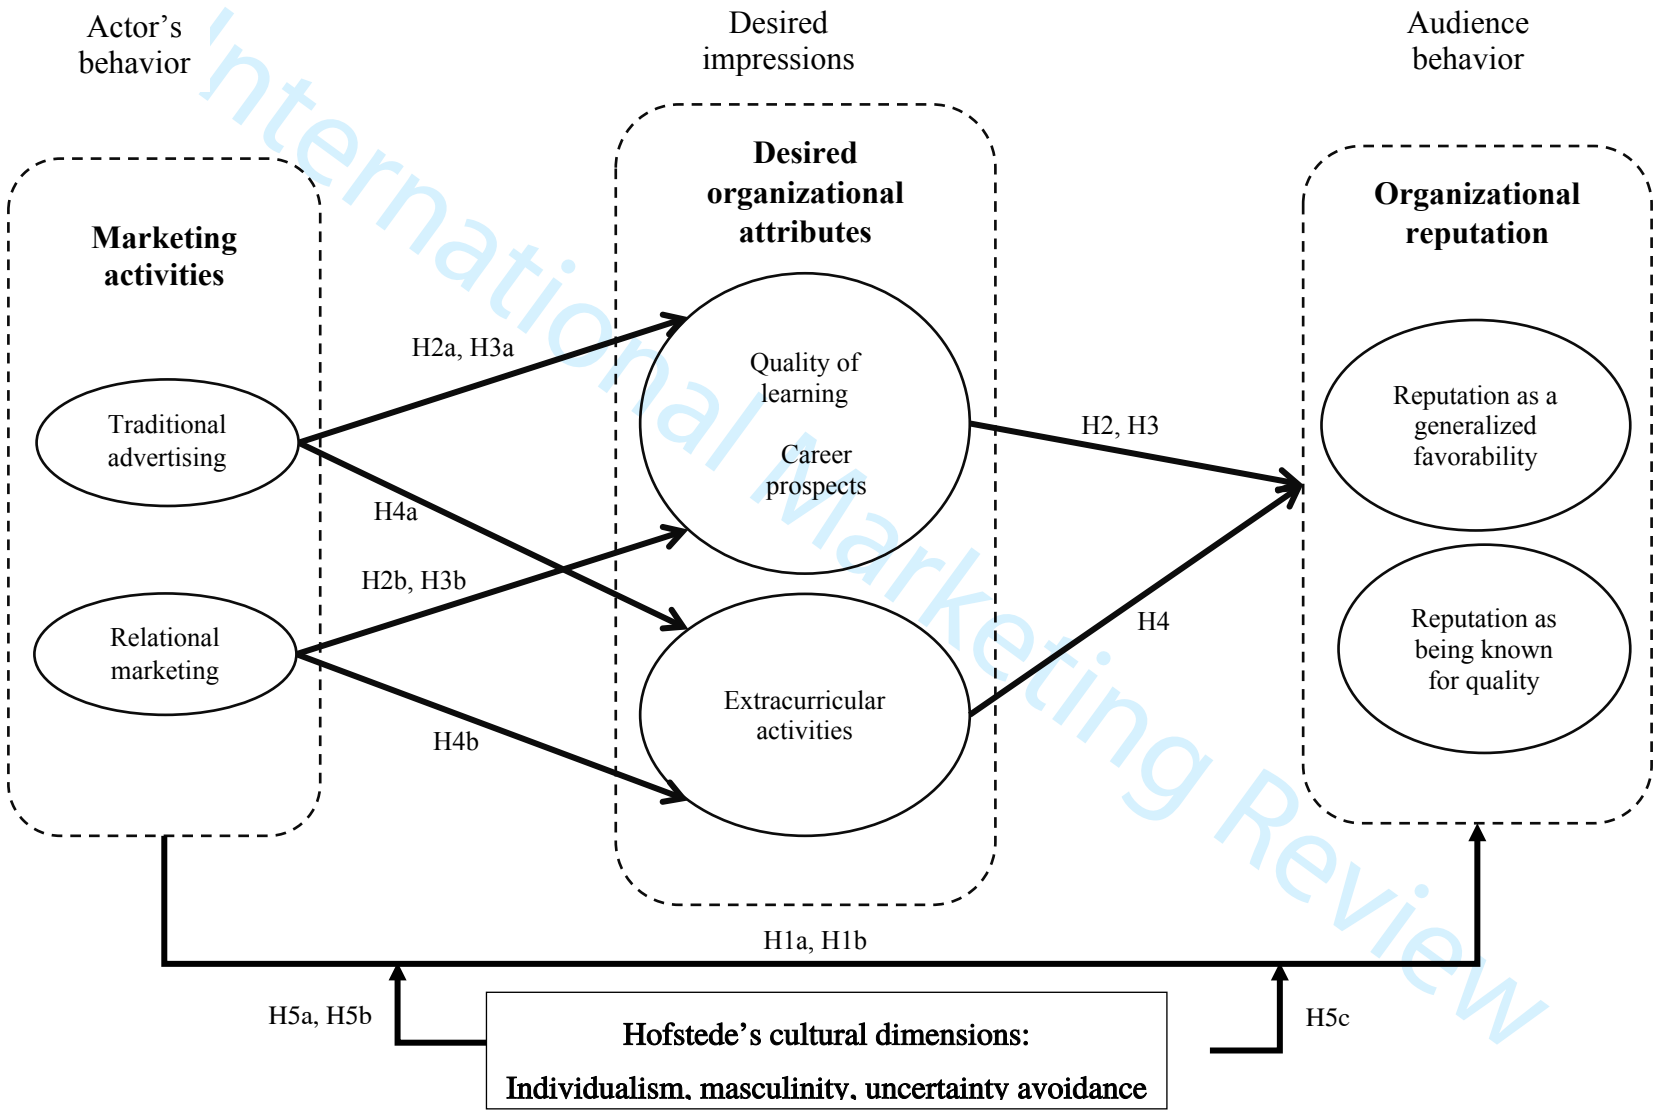 Actor’s
behavior
Desired
impressions
Audience
behavior
Marketing
activities
Traditional
advertising
Relational
marketing
H2a, H3a
H4a
H2b, H3b
H4b
Desired
organizational
attributes
Quality of
learning
Career
prospects
Extracurricular
activities
H2, H3
H4
Organizational
reputation
Reputation as a
generalized
favorability
Reputation as
being known
for quality
H1a, H1b
H5a, H5b
H5c
Hofstede’s cultural dimensions:
Individualism, masculinity, uncertainty avoidance
International Marketing Review